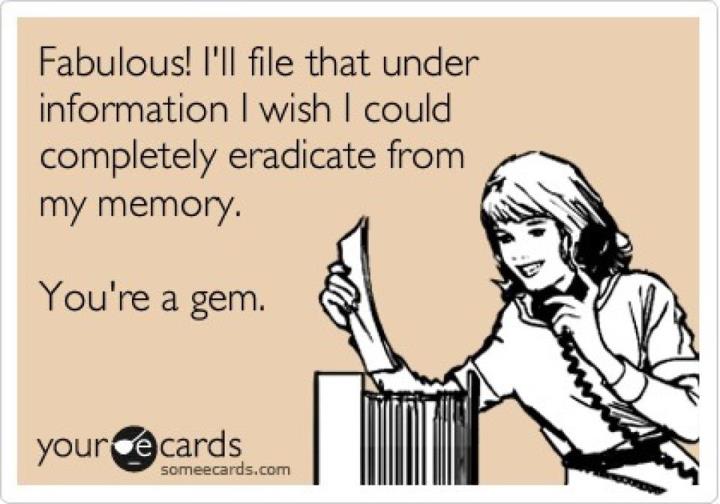 Fabulous! I'll file that under
information I wish I could
completely eradicate from
my memory.
You're a gem.
your e cards
someecards.com